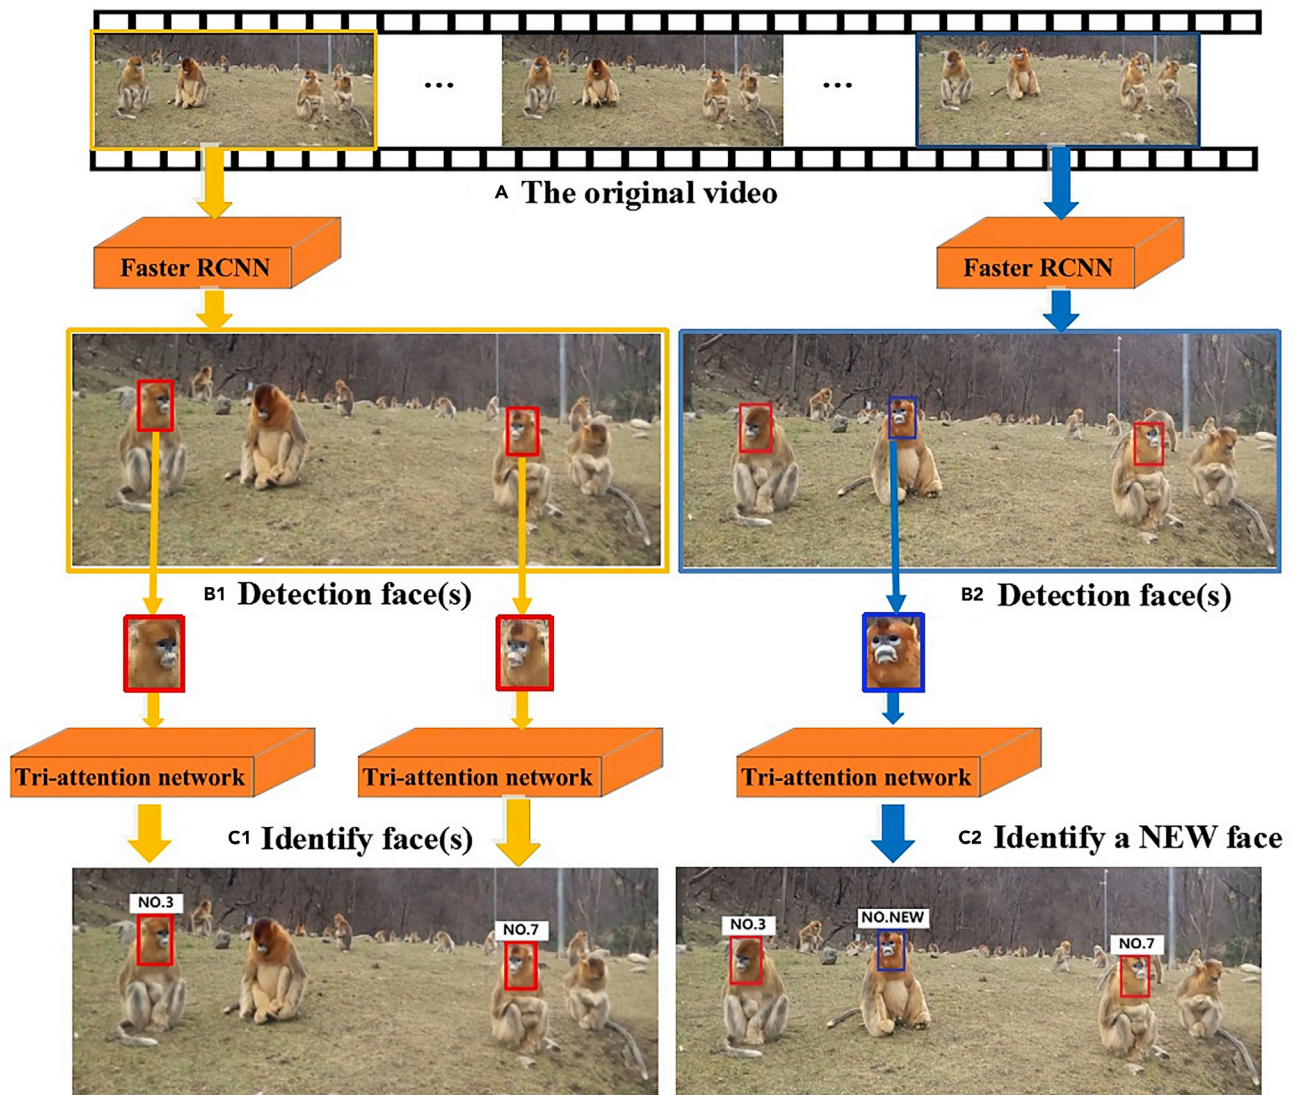 ... ...
A The original video
Faster RCNN
Faster RCNN
B1 Detection face(s)
B2 Detection face(s)
Tri-attention network
Tri-attention network
Tri-attention network
C1 Identify face(s)
C2 Identify a NEW face
NO.3
NO.7
NO.3
NO.NEW
NO.7